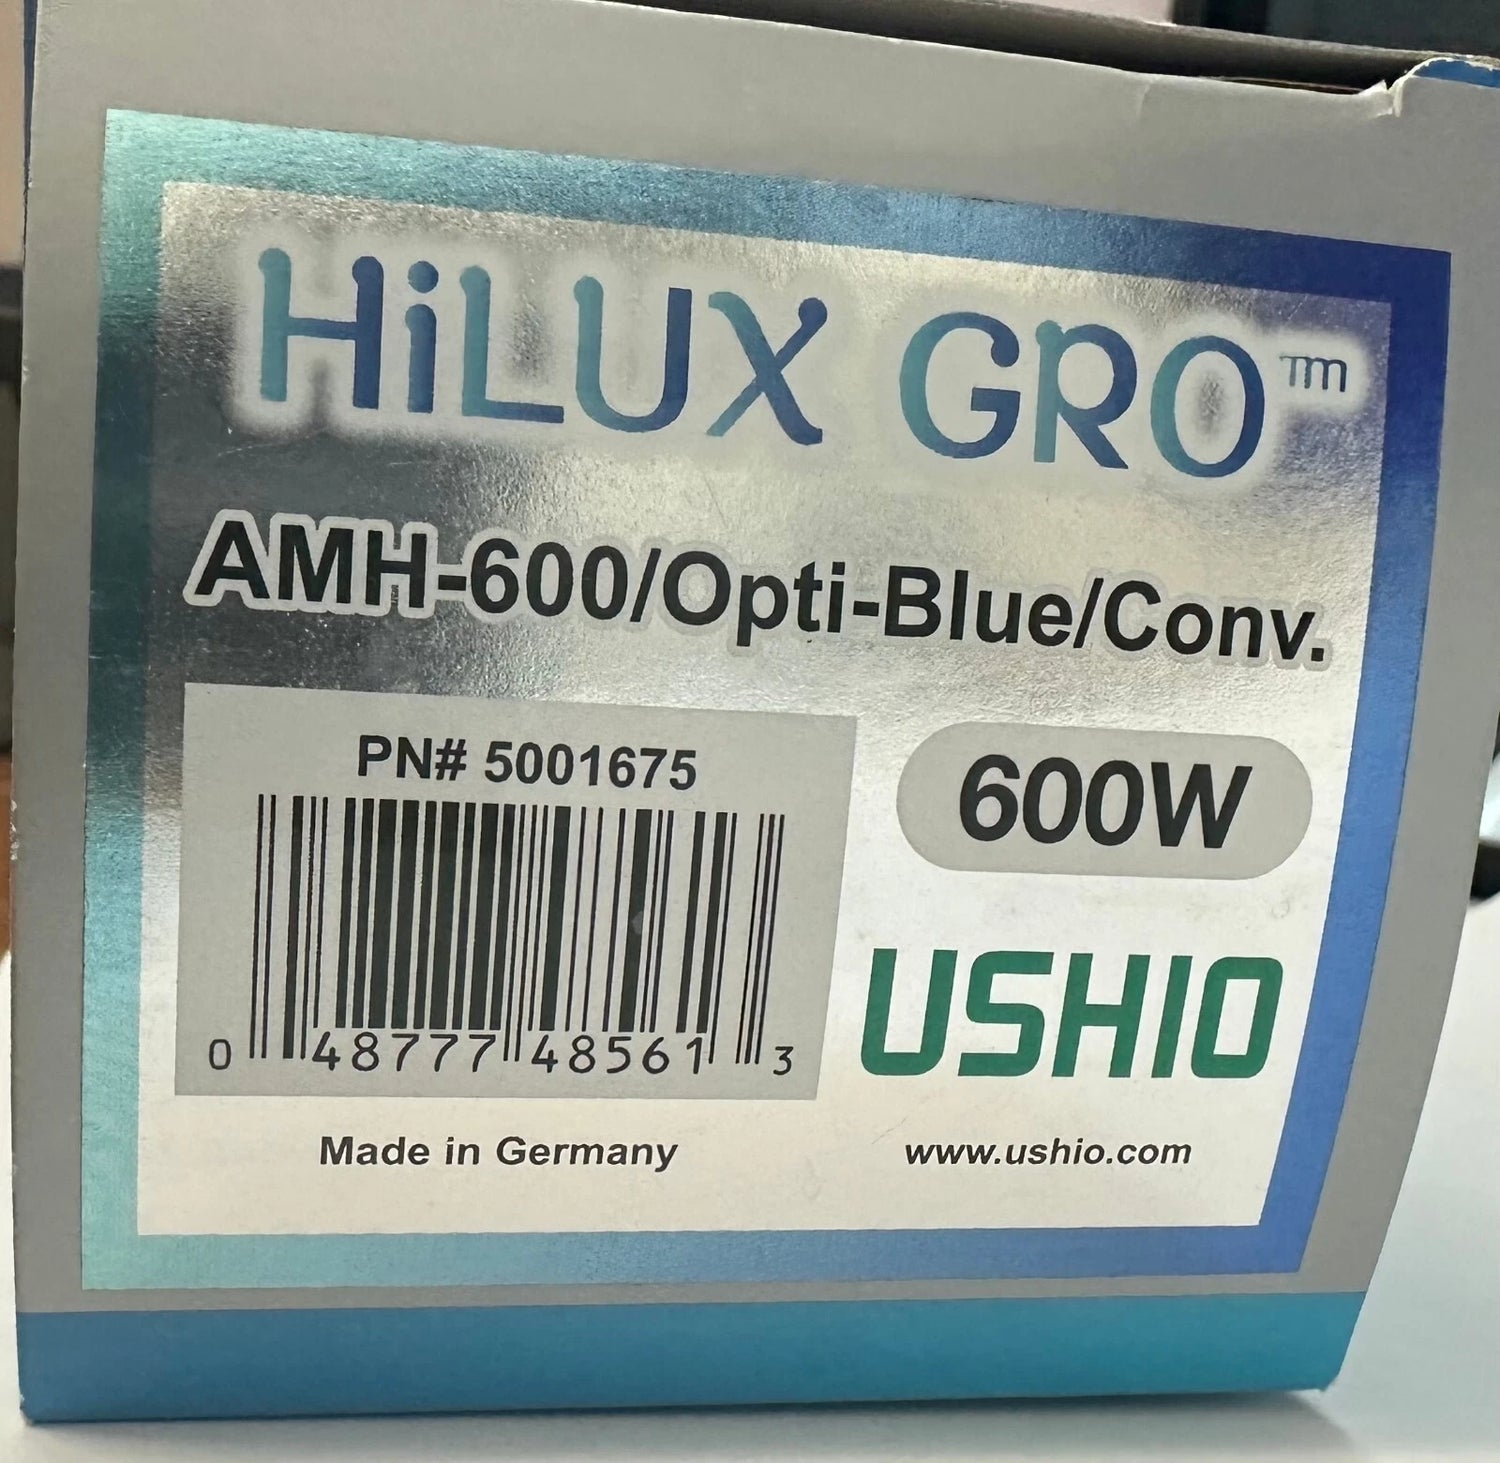 HiLUX GRO™
AMH-600/Opti-Blue/Conv.
PN# 5001675
600W
0 48777 48561 3
USHIO
Made in Germany
www.ushio.com